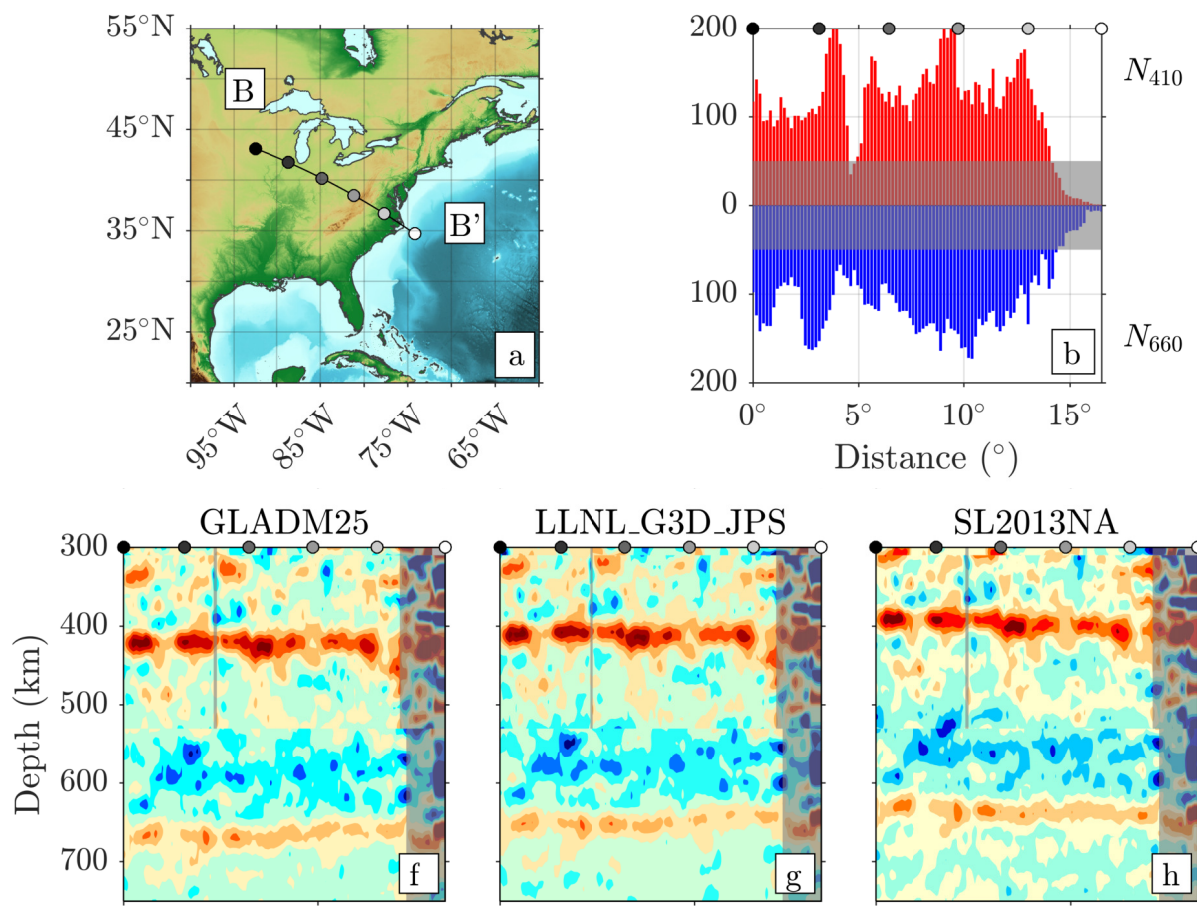 55°N
45°N
35°N
25°N
B
B'
a
95°W
85°W
75°W
65°W
200
100
0
100
200
N410
N660
b
0°
5°
10°
15°
Distance (°)
GLADM25
LLNL_G3D_JPS
SL2013NA
300
400
500
600
700
Depth (km)
f
g
h